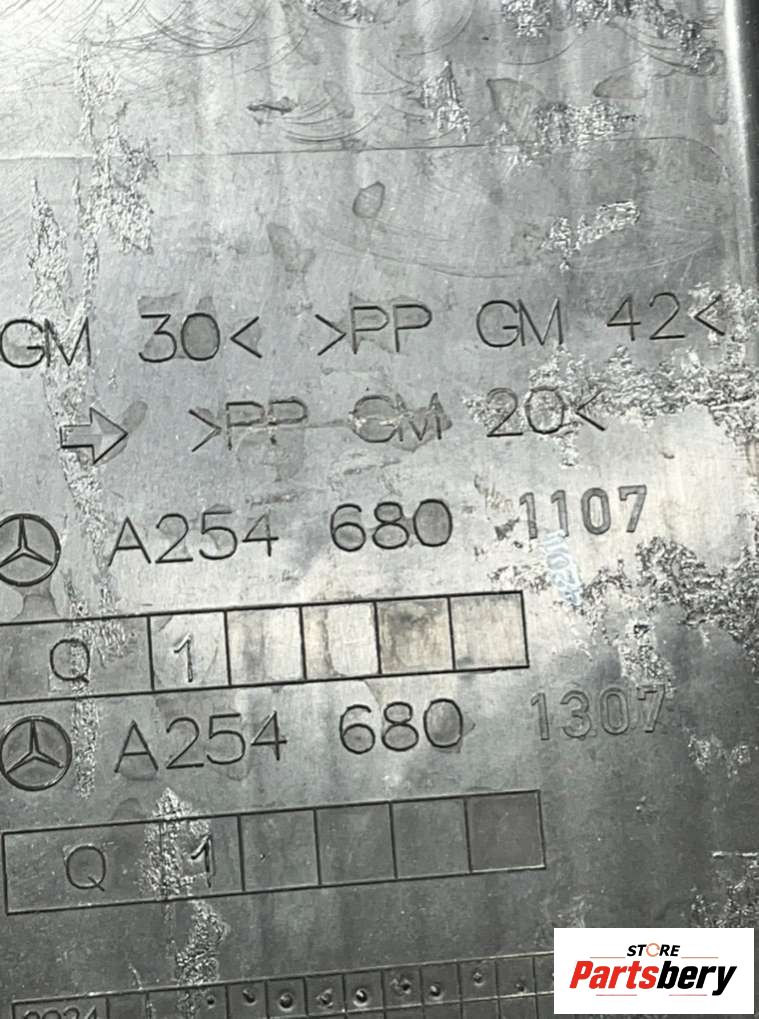 GM 30< >PP GM 42<
>PP GM 20<
A254 680 1107
Q 1
A254 680 1307
Q 1
STORE
Partsbery